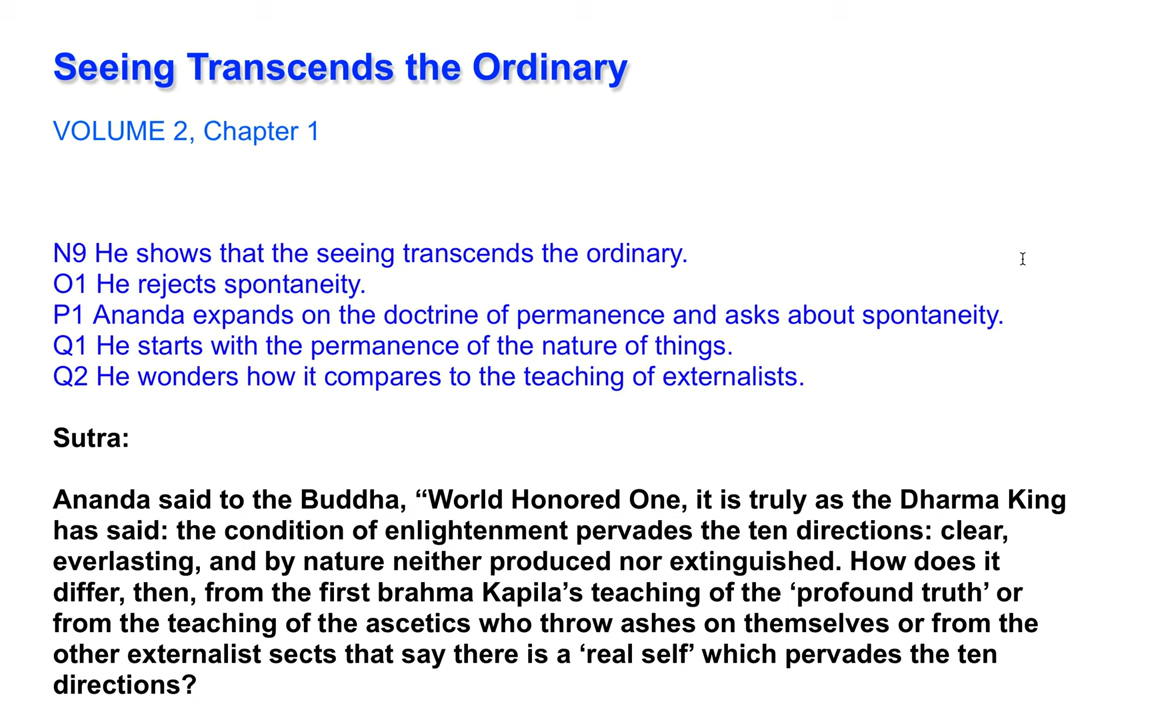 Seeing Transcends the Ordinary
VOLUME 2, Chapter 1
N9 He shows that the seeing transcends the ordinary.
O1 He rejects spontaneity.
P1 Ananda expands on the doctrine of permanence and asks about spontaneity.
Q1 He starts with the permanence of the nature of things.
Q2 He wonders how it compares to the teaching of externalists.
Sutra:
Ananda said to the Buddha, “World Honored One, it is truly as the Dharma King
has said: the condition of enlightenment pervades the ten directions: clear,
everlasting, and by nature neither produced nor extinguished. How does it
differ, then, from the first brahma Kapila’s teaching of the ‘profound truth’ or
from the teaching of the ascetics who throw ashes on themselves or from the
other externalist sects that say there is a ‘real self’ which pervades the ten
directions?